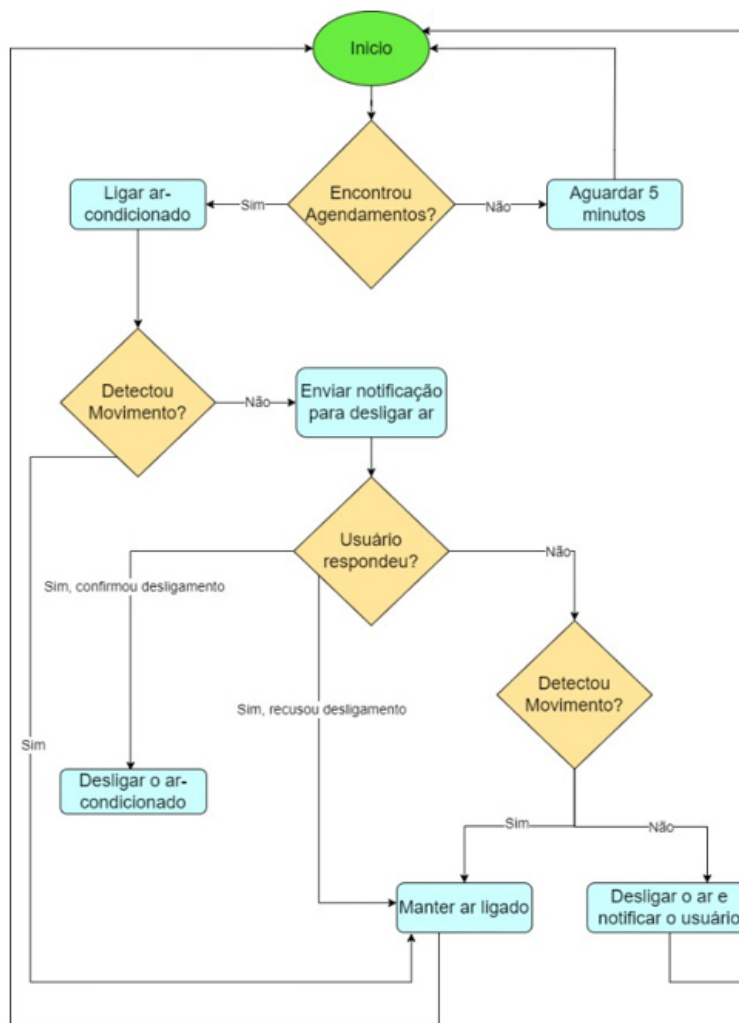 Inicio
Encontrou
Agendamentos?
Sim
Não
Ligar ar-
condicionado
Aguardar 5
minutos
Detectou
Movimento?
Não
Enviar notificação
para desligar ar
Usuário
respondeu?
Não
Sim, confirmou desligamento
Sim, recusou desligamento
Detectou
Movimento?
Sim
Desligar o ar-
condicionado
Sim
Não
Manter ar ligado
Desligar o ar e
notificar o usuário